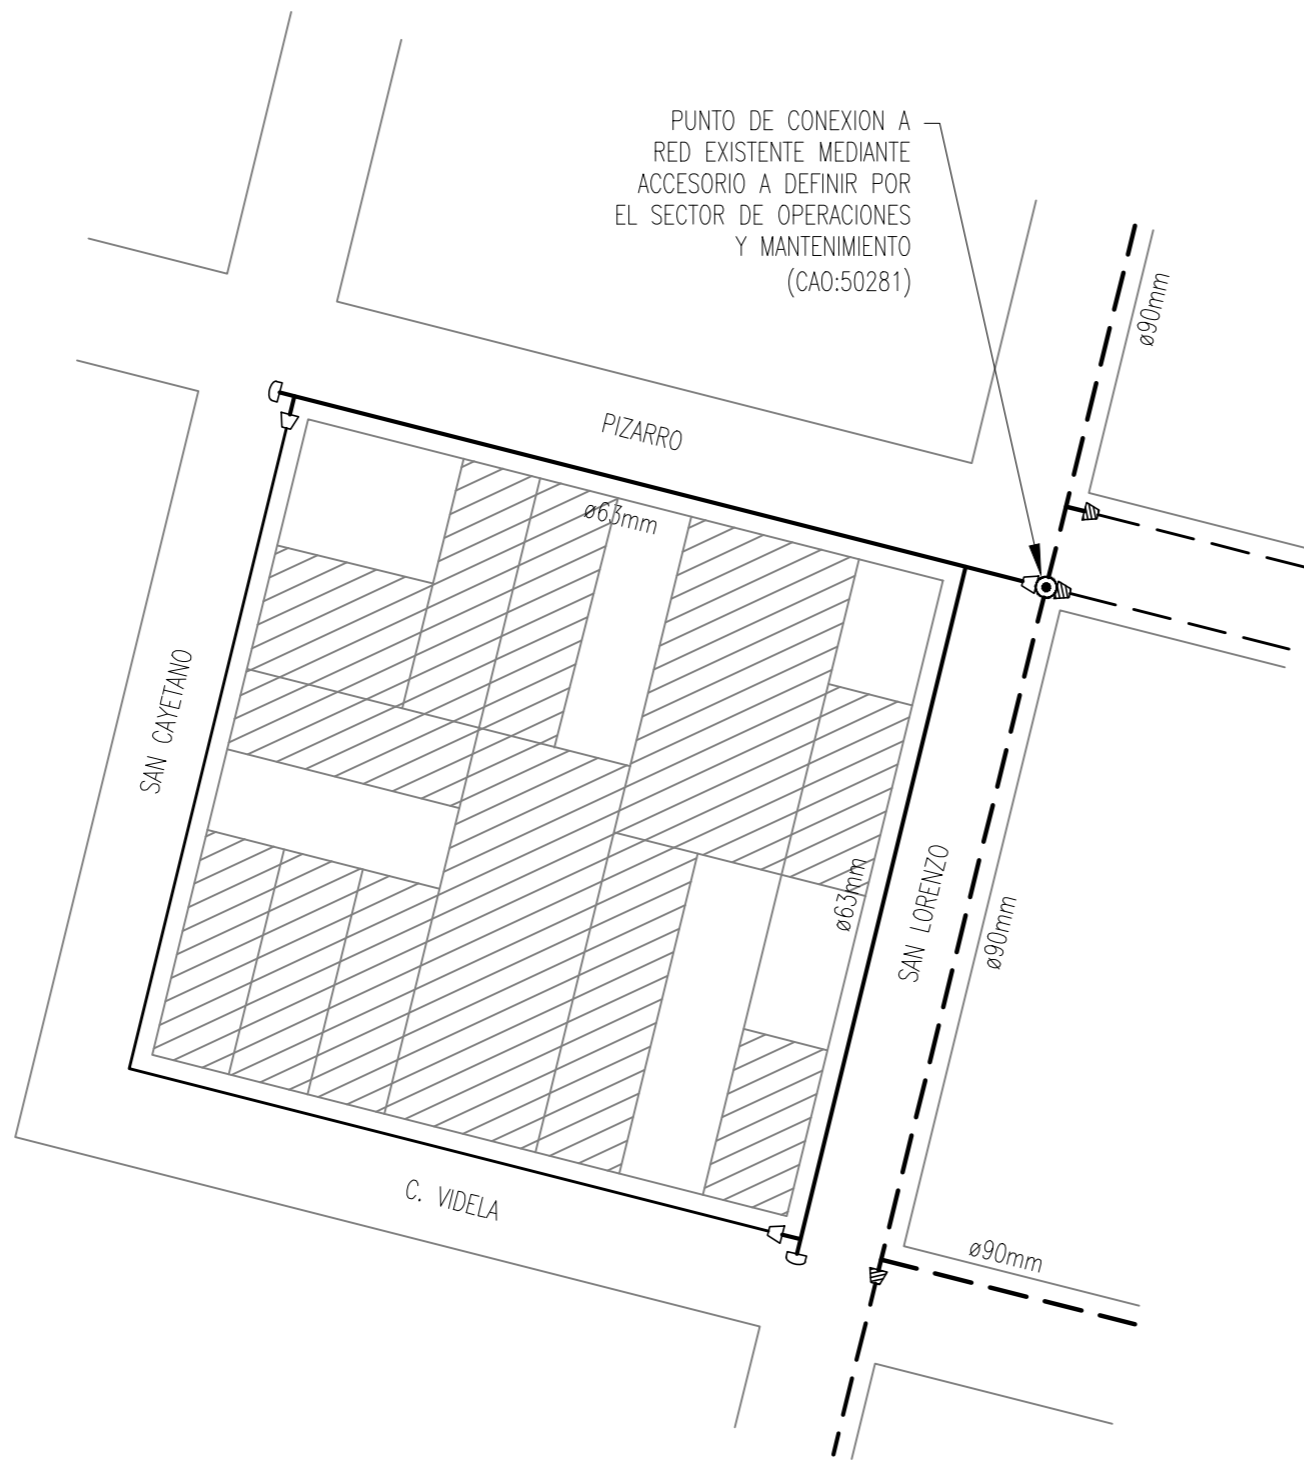 PUNTO DE CONEXION A
RED EXISTENTE MEDIANTE
ACCESORIO A DEFINIR POR
EL SECTOR DE OPERACIONES
Y MANTENIMIENTO
(CAO:50281)
ø90mm
PIZARRO
ø63mm
SAN CAYETANO
ø63mm
SAN LORENZO
ø90mm
C. VIDELA
ø90mm